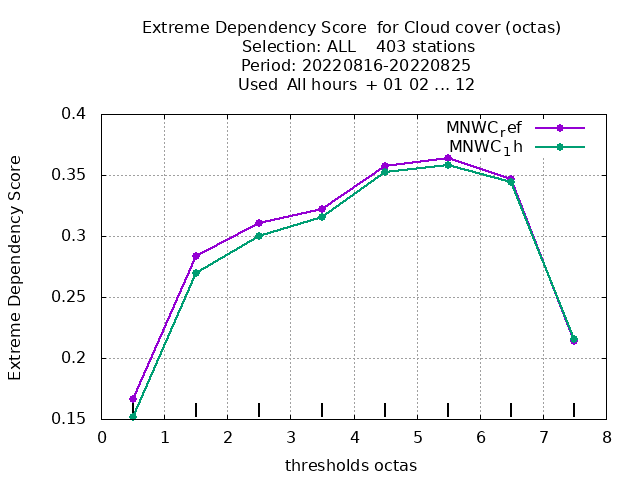 Extreme Dependency Score  for Cloud cover (octas)
Selection: ALL    403 stations
Period: 20220816-20220825
Used  All hours  + 01 02 ... 12
MNWCref
MNWC1h
0.4
0.35
0.3
0.25
0.2
0.15
Extreme Dependency Score
0 1 2 3 4 5 6 7 8
thresholds octas